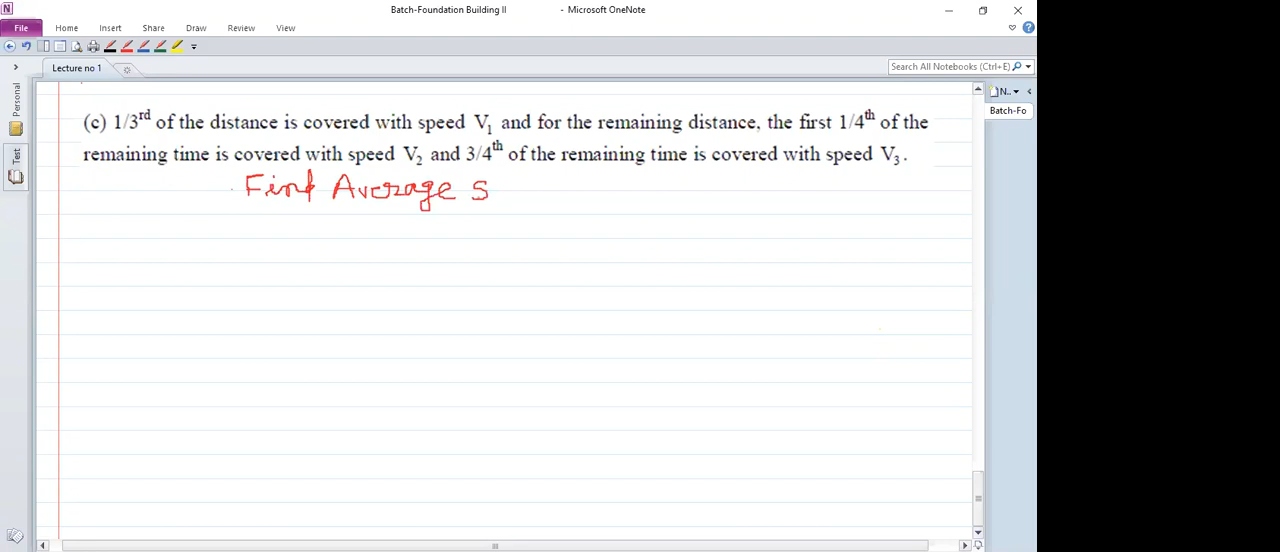 Batch-Foundation Building II - Microsoft OneNote
File Home Insert Share Draw Review View
Lecture no 1
Search All Notebooks (Ctrl+E)
N..
Batch-Fo
Personal
Test
(c) 1/3rd of the distance is covered with speed V1 and for the remaining distance, the first 1/4th of the
remaining time is covered with speed V2 and 3/4th of the remaining time is covered with speed V3.
Find Average s